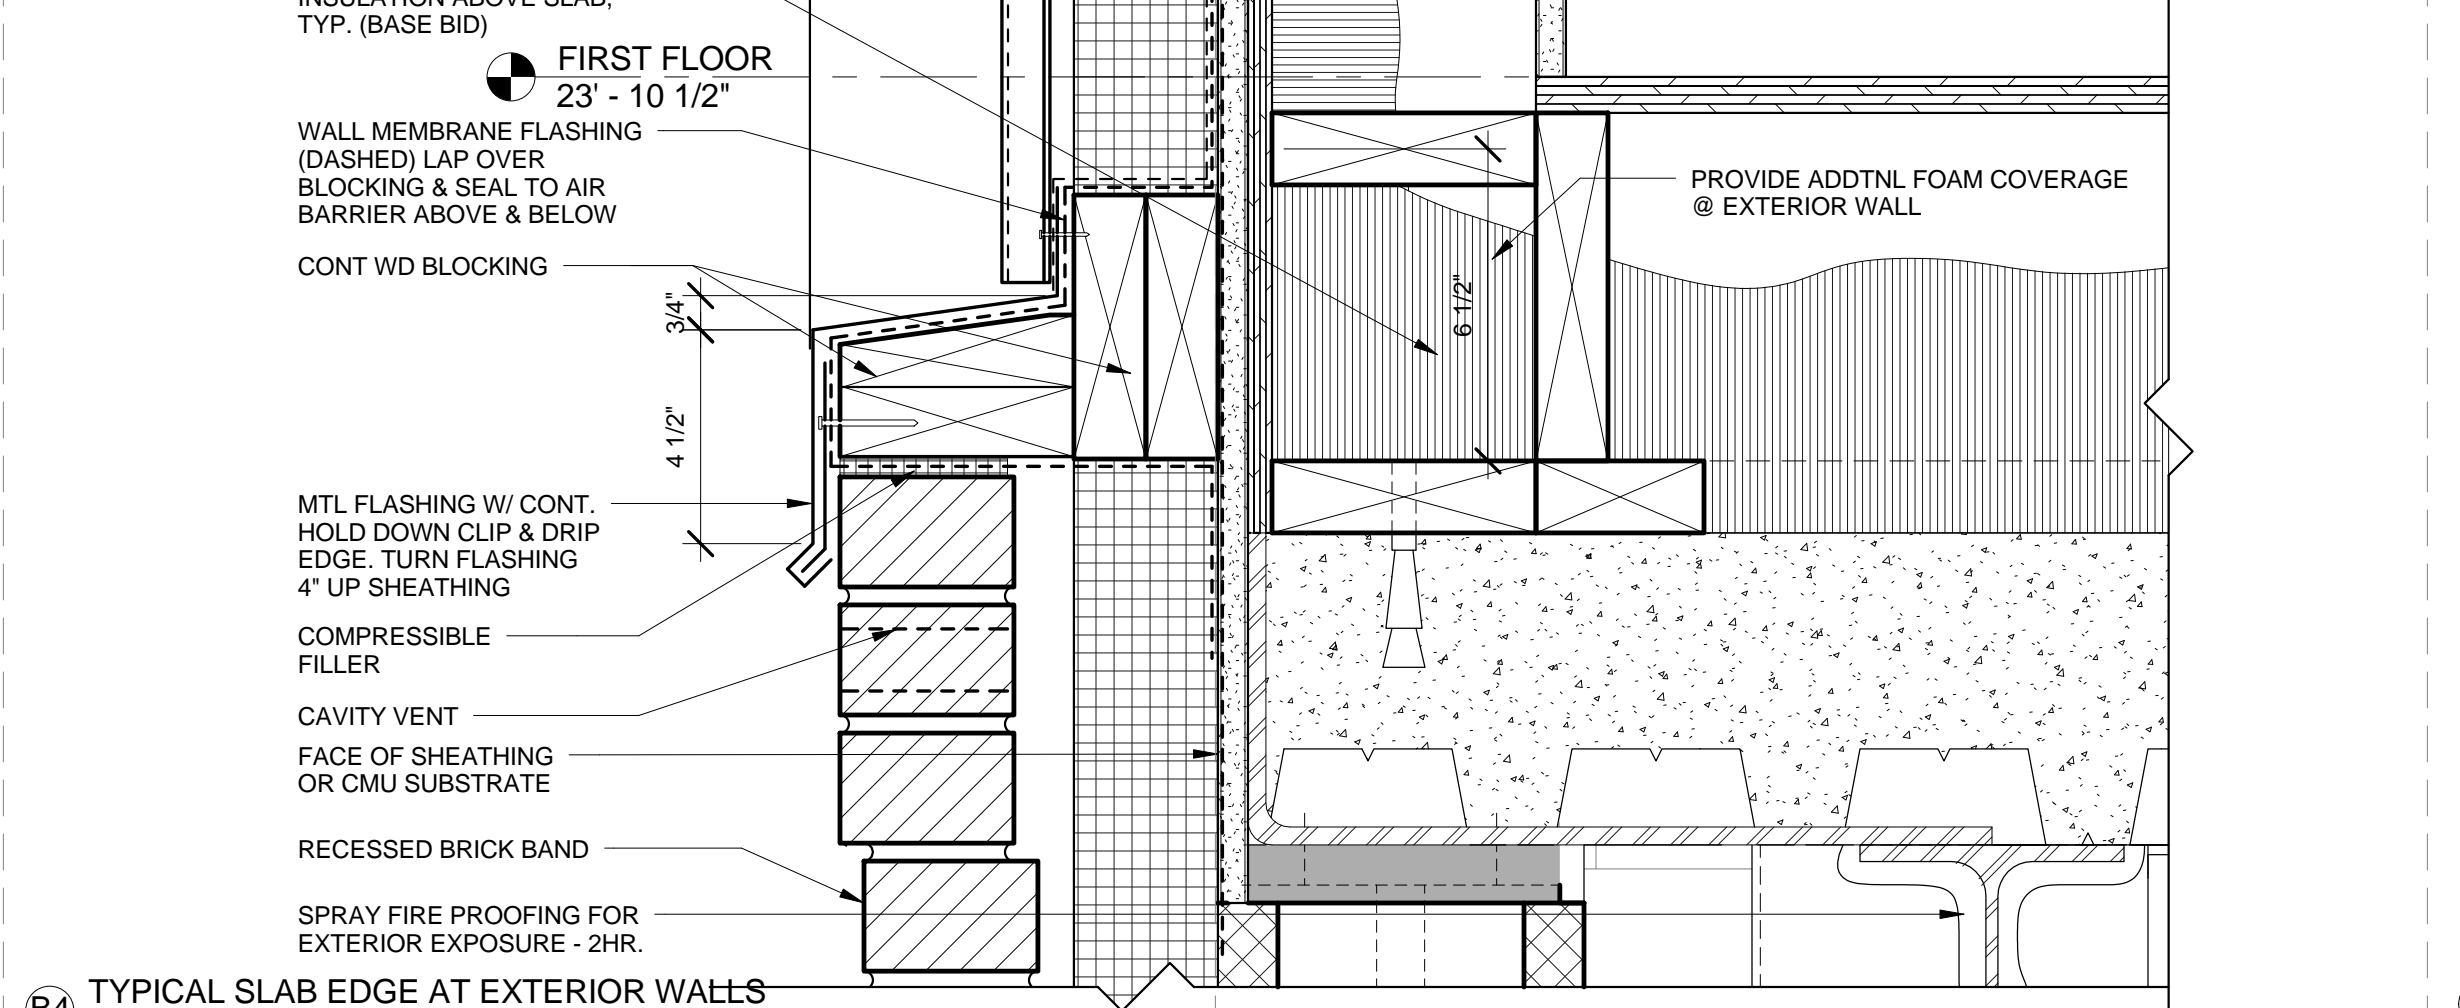 INSULATION ABOVE SLAB,
TYP. (BASE BID)
FIRST FLOOR
23' - 10 1/2"
WALL MEMBRANE FLASHING
(DASHED) LAP OVER
BLOCKING & SEAL TO AIR
BARRIER ABOVE & BELOW
CONT WD BLOCKING
3/4"
4 1/2"
MTL FLASHING W/ CONT.
HOLD DOWN CLIP & DRIP
EDGE. TURN FLASHING
4" UP SHEATHING
COMPRESSIBLE
FILLER
CAVITY VENT
FACE OF SHEATHING
OR CMU SUBSTRATE
RECESSED BRICK BAND
SPRAY FIRE PROOFING FOR
EXTERIOR EXPOSURE - 2HR.
PROVIDE ADDTNL FOAM COVERAGE
@ EXTERIOR WALL
6 1/2"
B4 TYPICAL SLAB EDGE AT EXTERIOR WALLS